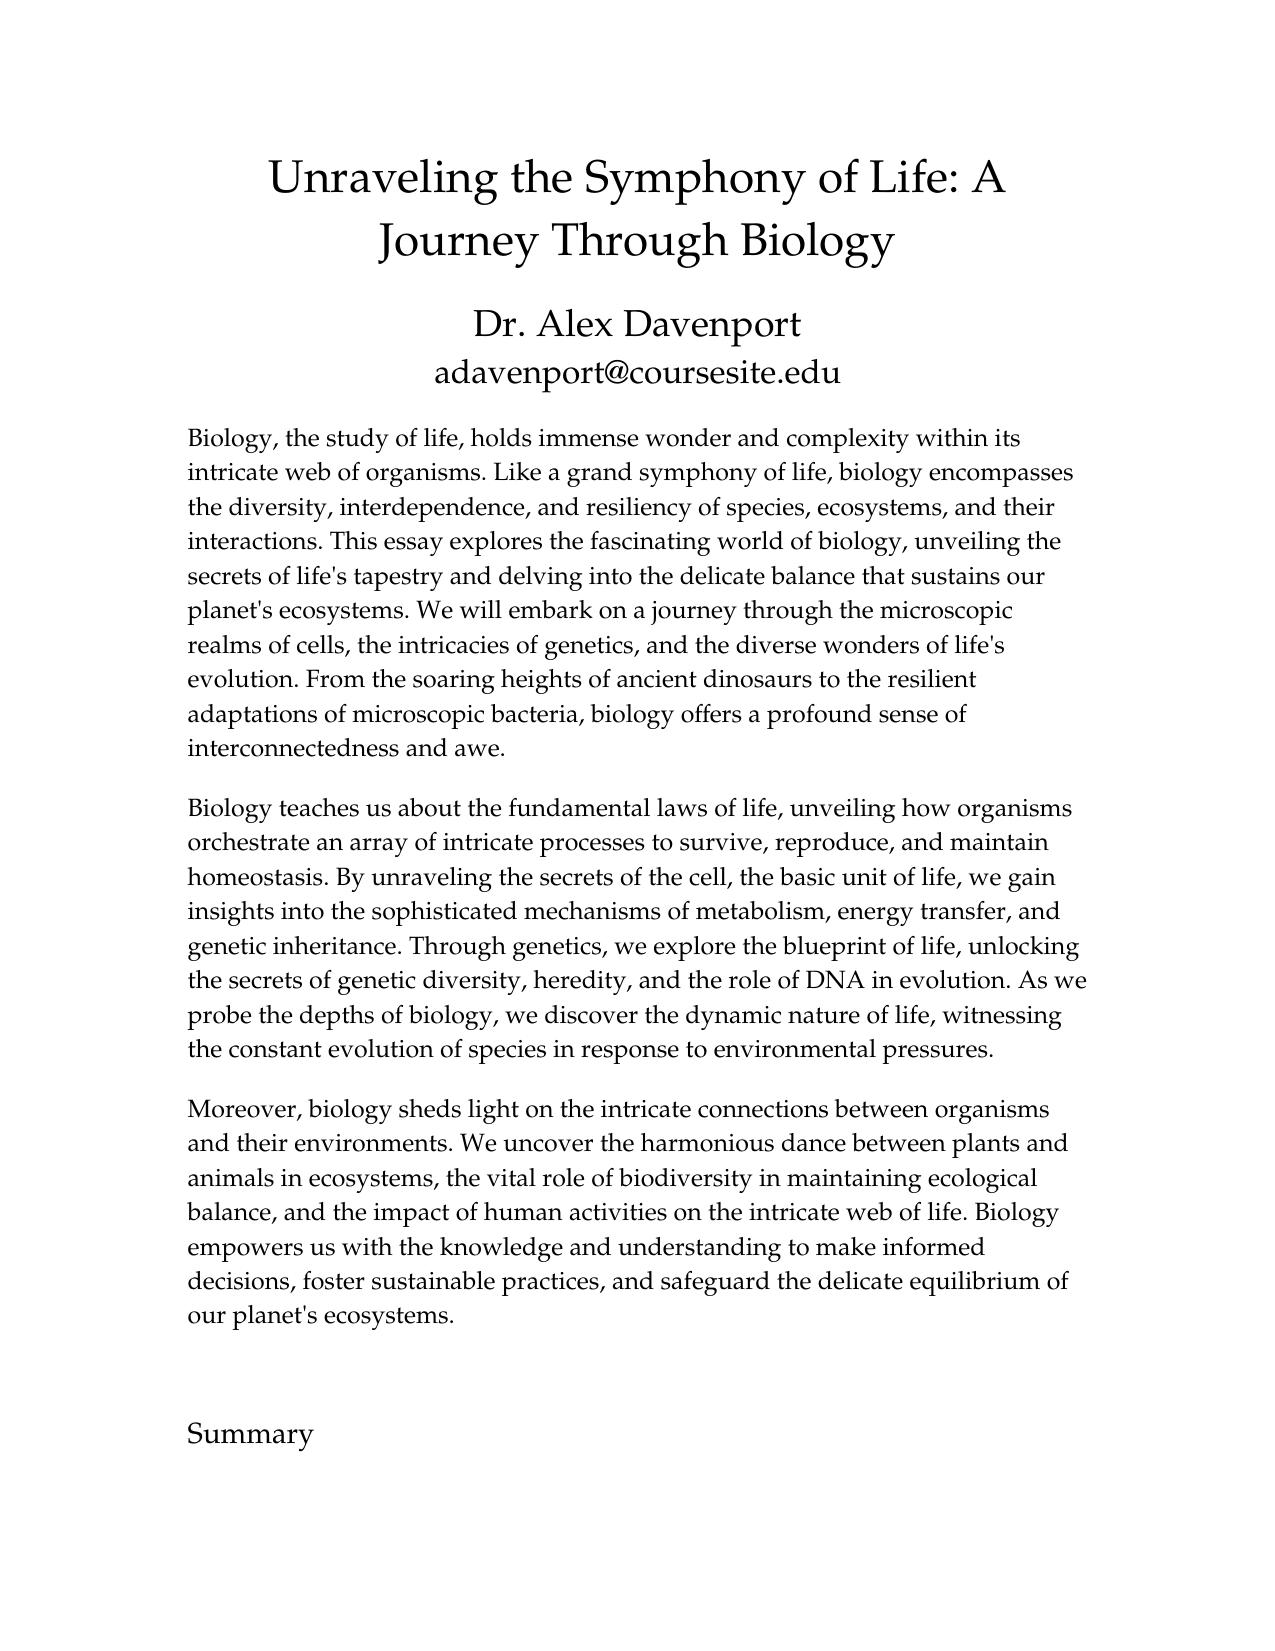 Unraveling the Symphony of Life: A
Journey Through Biology
Dr. Alex Davenport
adavenport@coursesite.edu
Biology, the study of life, holds immense wonder and complexity within its
intricate web of organisms. Like a grand symphony of life, biology encompasses
the diversity, interdependence, and resiliency of species, ecosystems, and their
interactions. This essay explores the fascinating world of biology, unveiling the
secrets of life's tapestry and delving into the delicate balance that sustains our
planet's ecosystems. We will embark on a journey through the microscopic
realms of cells, the intricacies of genetics, and the diverse wonders of life's
evolution. From the soaring heights of ancient dinosaurs to the resilient
adaptations of microscopic bacteria, biology offers a profound sense of
interconnectedness and awe.
Biology teaches us about the fundamental laws of life, unveiling how organisms
orchestrate an array of intricate processes to survive, reproduce, and maintain
homeostasis. By unraveling the secrets of the cell, the basic unit of life, we gain
insights into the sophisticated mechanisms of metabolism, energy transfer, and
genetic inheritance. Through genetics, we explore the blueprint of life, unlocking
the secrets of genetic diversity, heredity, and the role of DNA in evolution. As we
probe the depths of biology, we discover the dynamic nature of life, witnessing
the constant evolution of species in response to environmental pressures.
Moreover, biology sheds light on the intricate connections between organisms
and their environments. We uncover the harmonious dance between plants and
animals in ecosystems, the vital role of biodiversity in maintaining ecological
balance, and the impact of human activities on the intricate web of life. Biology
empowers us with the knowledge and understanding to make informed
decisions, foster sustainable practices, and safeguard the delicate equilibrium of
our planet's ecosystems.
Summary